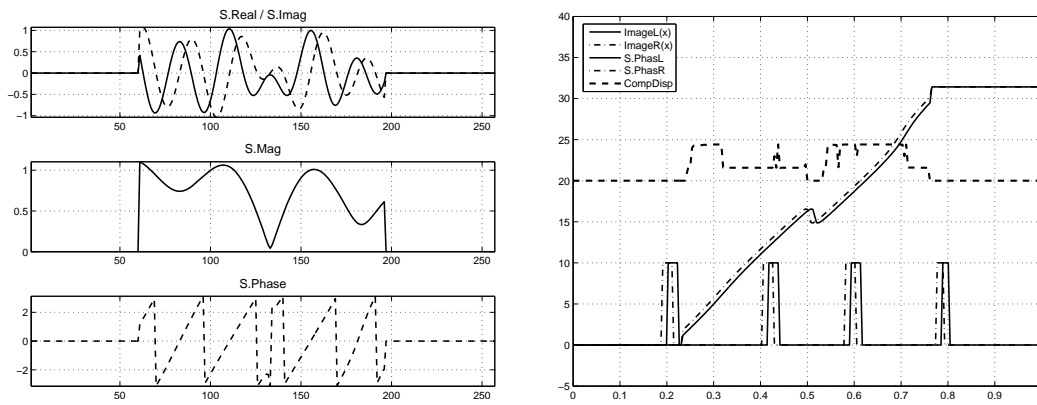 S.Real / S.Imag
1
0.5
0
−0.5
−1
50 100 150 200 250
S.Mag
1
0.5
0
50 100 150 200 250
S.Phase
2
0
−2
50 100 150 200 250
40
35
30
25
20
15
10
5
0
−5
0 0.1 0.2 0.3 0.4 0.5 0.6 0.7 0.8 0.9
ImageL(x)
ImageR(x)
S.PhasL
S.PhasR
CompDisp